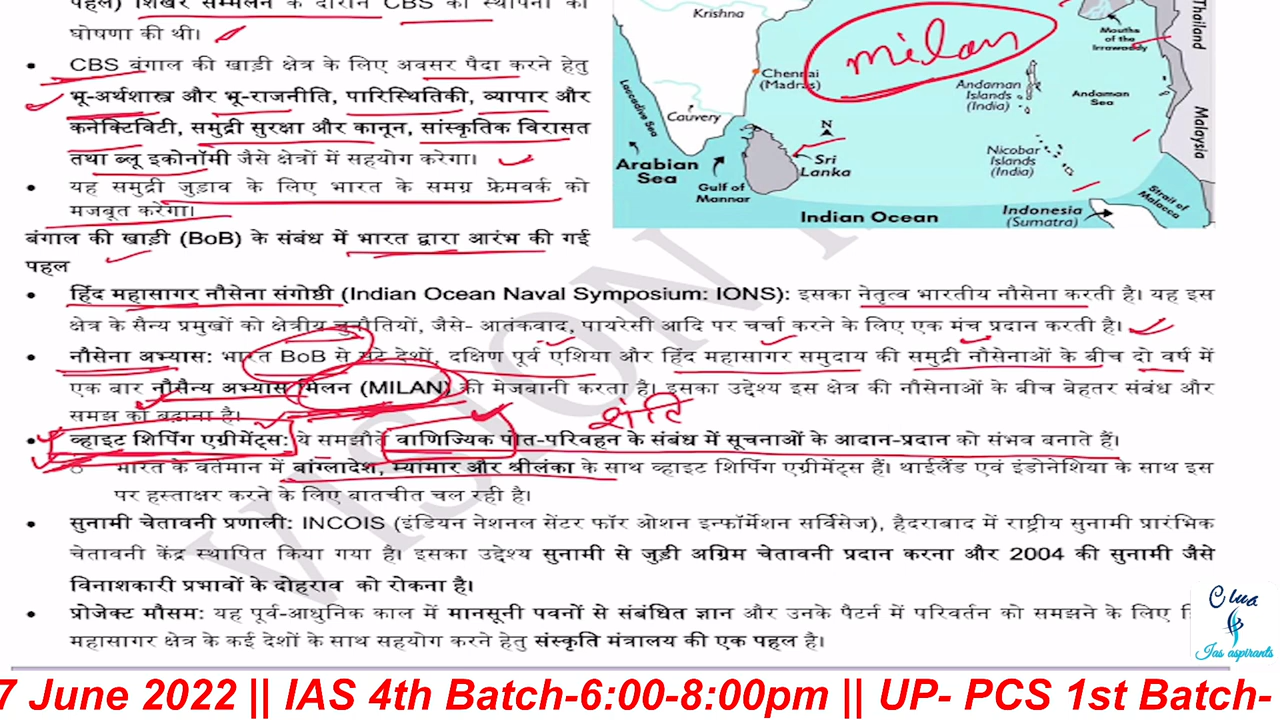 पहल) शिखर सम्मेलन के दौरान CBS की स्थापना की
घोषणा की थी।
• CBS बंगाल की खाड़ी क्षेत्र के लिए अवसर पैदा करने हेतु
भू-अर्थशास्त्र और भू-राजनीति, पारिस्थितिकी, व्यापार और
कनेक्टिविटी, समुद्री सुरक्षा और कानून, सांस्कृतिक विरासत
तथा ब्लू इकोनॉमी जैसे क्षेत्रों में सहयोग करेगा।
• यह समुद्री जुड़ाव के लिए भारत के समग्र फ्रेमवर्क को
मजबूत करेगा।
Krishna
Chennai
(Madras)
Cauvery
Laccadive Sea
Arabian
Sea
Gulf of
Mannar
N
Sri
Lanka
Indian Ocean
milan
Mouths
of the
Irrawaddy
Thailand
Andaman
Islands
(India)
Andaman
Sea
Nicobar
Islands
(India)
Malaysia
Strait of
Malacca
Indonesia
(Sumatra)
बंगाल की खाड़ी (BoB) के संबंध में भारत द्वारा आरंभ की गई
पहल
• हिंद महासागर नौसेना संगोष्ठी (Indian Ocean Naval Symposium: IONS): इसका नेतृत्व भारतीय नौसेना करती है। यह इस
क्षेत्र के सैन्य प्रमुखों को क्षेत्रीय चुनौतियों, जैसे- आतंकवाद, पायरेसी आदि पर चर्चा करने के लिए एक मंच प्रदान करती है।
• नौसेना अभ्यास: भारत BoB से सटे देशों, दक्षिण पूर्व एशिया और हिंद महासागर समुदाय की समुद्री नौसेनाओं के बीच दो वर्ष में
एक बार नौसैन्य अभ्यास मिलन (MILAN) की मेजबानी करता है। इसका उद्देश्य इस क्षेत्र की नौसेनाओं के बीच बेहतर संबंध और
समझ को बढ़ाना है।
शांति
• व्हाइट शिपिंग एग्रीमेंट्स: ये समझौते वाणिज्यिक पोत-परिवहन के संबंध में सूचनाओं के आदान-प्रदान को संभव बनाते हैं।
○ भारत के वर्तमान में बांग्लादेश, म्यांमार और श्रीलंका के साथ व्हाइट शिपिंग एग्रीमेंट्स हैं। थाईलैंड एवं इंडोनेशिया के साथ इस
पर हस्ताक्षर करने के लिए बातचीत चल रही है।
• सुनामी चेतावनी प्रणाली: INCOIS (इंडियन नेशनल सेंटर फॉर ओशन इन्फॉर्मेशन सर्विसेज), हैदराबाद में राष्ट्रीय सुनामी प्रारंभिक
चेतावनी केंद्र स्थापित किया गया है। इसका उद्देश्य सुनामी से जुड़ी अग्रिम चेतावनी प्रदान करना और 2004 की सुनामी जैसे
विनाशकारी प्रभावों के दोहराव को रोकना है।
• प्रोजेक्ट मौसम: यह पूर्व-आधुनिक काल में मानसूनी पवनों से संबंधित ज्ञान और उनके पैटर्न में परिवर्तन को समझने के लिए
महासागर क्षेत्र के कई देशों के साथ सहयोग करने हेतु संस्कृति मंत्रालय की एक पहल है।
VISION
Clue
Ias aspirants
7 June 2022 || IAS 4th Batch-6:00-8:00pm || UP- PCS 1st Batch-